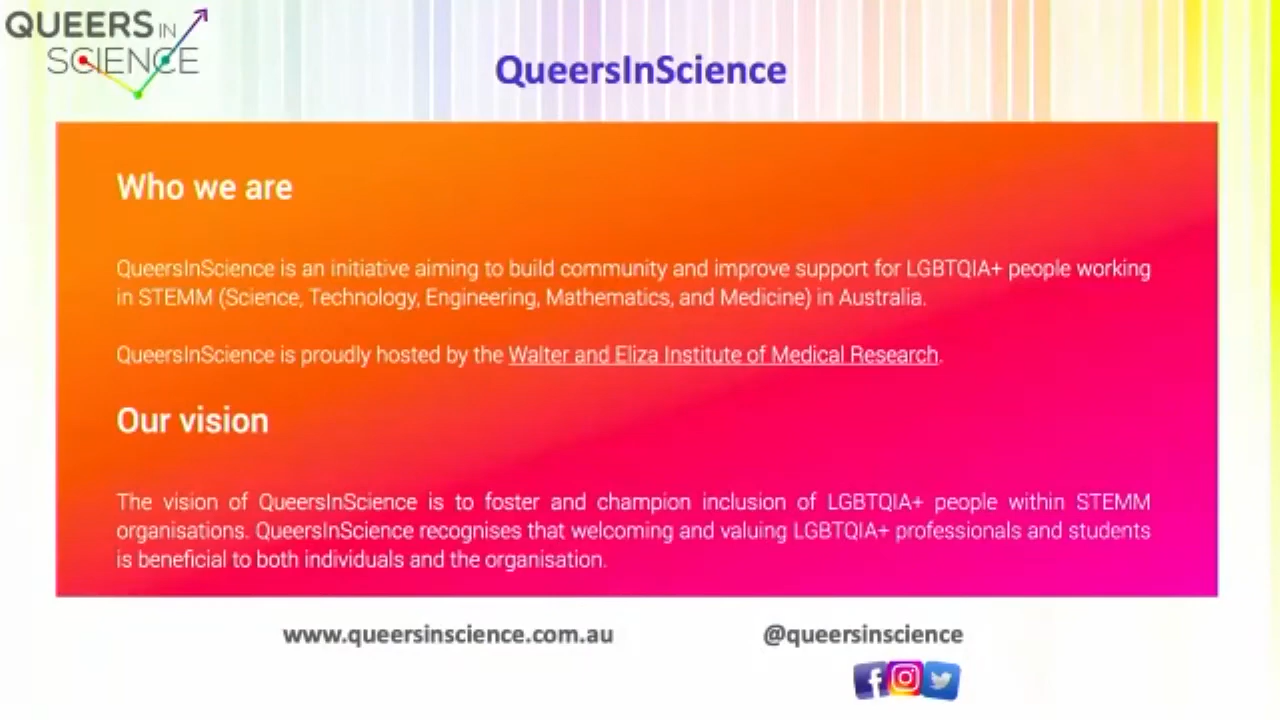 QUEERS IN
SCIENCE
QueersInScience
Who we are
QueersInScience is an initiative aiming to build community and improve support for LGBTQIA+ people working
in STEMM (Science, Technology, Engineering, Mathematics, and Medicine) in Australia.
QueersInScience is proudly hosted by the Walter and Eliza Institute of Medical Research.
Our vision
The vision of QueersInScience is to foster and champion inclusion of LGBTQIA+ people within STEMM
organisations. QueersInScience recognises that welcoming and valuing LGBTQIA+ professionals and students
is beneficial to both individuals and the organisation.
www.queersinscience.com.au
@queersinscience